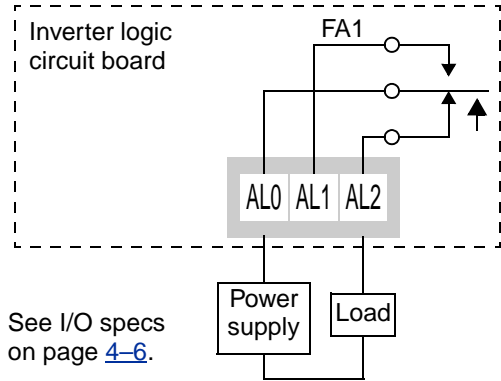 Inverter logic
circuit board
FA1
AL0 AL1 AL2
Power
supply
Load
See I/O specs
on page 4–6.